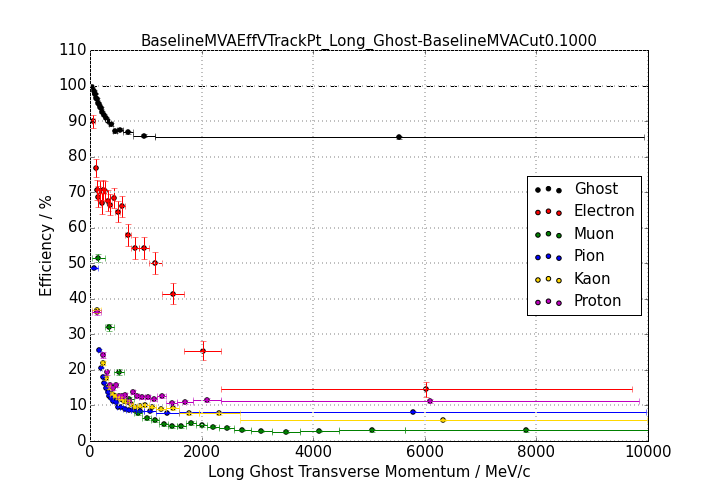 BaselineMVAEffVTrackPt_Long_Ghost-BaselineMVACut0.1000
110
100
90
80
70
60
50
40
30
20
10
0
Efficiency / %
Ghost
Electron
Muon
Pion
Kaon
Proton
0 2000 4000 6000 8000 10000
Long Ghost Transverse Momentum / MeV/c